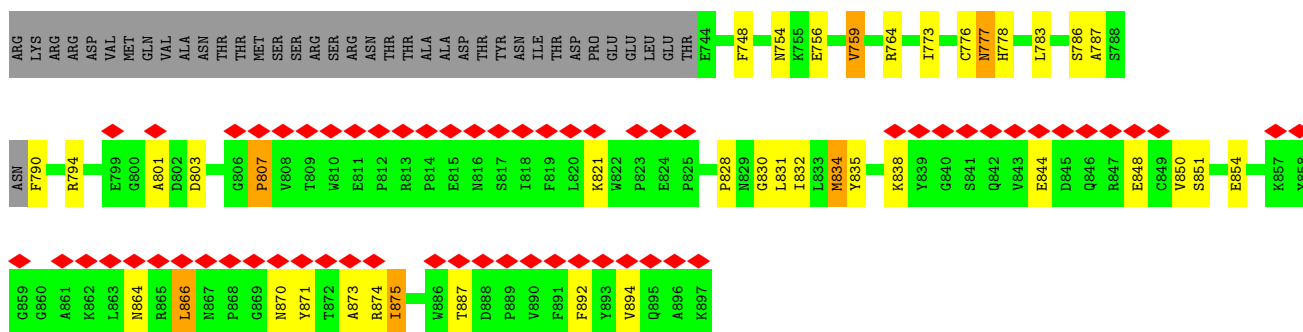 ARG LYS ARG ARG ASP VAL MET GLN VAL ALA ASN THR THR MET SER SER ARG SER ARG ASN THR THR ALA ALA ASP THR TYR ASN ILE THR ASP PRO GLU GLU LEU GLU THR E744 F748 N754 K755 E756 V759 R764 I773 C776 N777 H778 L783 S786 A787 S788
ASN F790 R794 E799 G800 A801 D802 D803 G806 P807 V808 T809 W810 E811 P812 R813 P814 E815 N816 S817 I818 F819 L820 K821 W822 P823 E824 P825 P828 N829 G830 L831 I832 L833 M834 Y835 K838 Y839 G840 S841 Q842 V843 E844 D845 Q846 R847 E848 C849 V850 S851 E854 K857 Y858
G859 G860 A861 K862 L863 N864 R865 L866 N867 P868 G869 N870 Y871 T872 A873 R874 I875 W886 T887 D888 P889 V890 F891 F892 Y893 V894 Q895 A896 K897